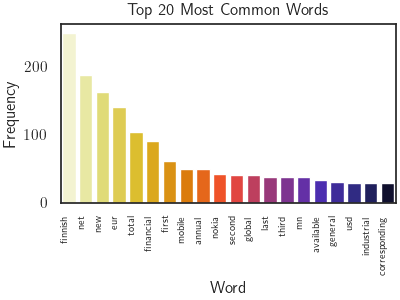 Top 20 Most Common Words
Frequency
200
100
0
finnish
net
new
eur
total
financial
first
mobile
annual
nokia
second
global
last
third
mn
available
general
usd
industrial
corresponding
Word